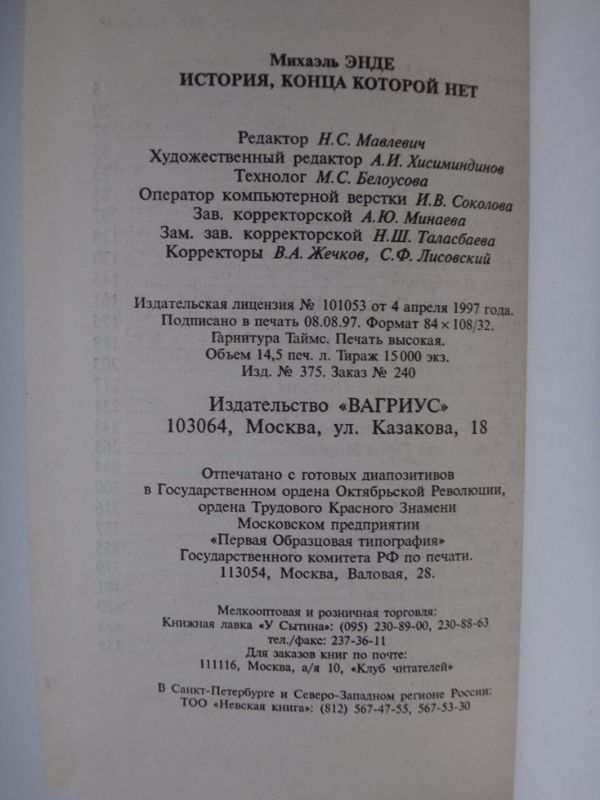 Михаэль ЭНДЕ
ИСТОРИЯ, КОНЦА КОТОРОЙ НЕТ
Редактор Н.С. Мавлевич
Художественный редактор А.И. Хисиминдинов
Технолог М.С. Белоусова
Оператор компьютерной верстки И.В. Соколова
Зав. корректорской А.Ю. Минаева
Зам. зав. корректорской Н.Ш. Таласбаева
Корректоры В.А. Жечков, С.Ф. Лисовский
Издательская лицензия № 101053 от 4 апреля 1997 года.
Подписано в печать 08.08.97. Формат 84 × 108/32.
Гарнитура Таймс. Печать высокая.
Объем 14,5 печ. л. Тираж 15 000 экз.
Изд. № 375. Заказ № 240
Издательство «ВАГРИУС»
103064, Москва, ул. Казакова, 18
Отпечатано с готовых диапозитивов
в Государственном ордена Октябрьской Революции,
ордена Трудового Красного Знамени
Московском предприятии
«Первая Образцовая типография»
Государственного комитета РФ по печати.
113054, Москва, Валовая, 28.
Мелкооптовая и розничная торговля:
Книжная лавка «У Сытина»: (095) 230-89-00, 230-88-63
тел./факс: 237-36-11
Для заказов книг по почте:
111116, Москва, а/я 10, «Клуб читателей»
В Санкт-Петербурге и Северо-Западном регионе России:
ТОО «Невская книга»: (812) 567-47-55, 567-53-30